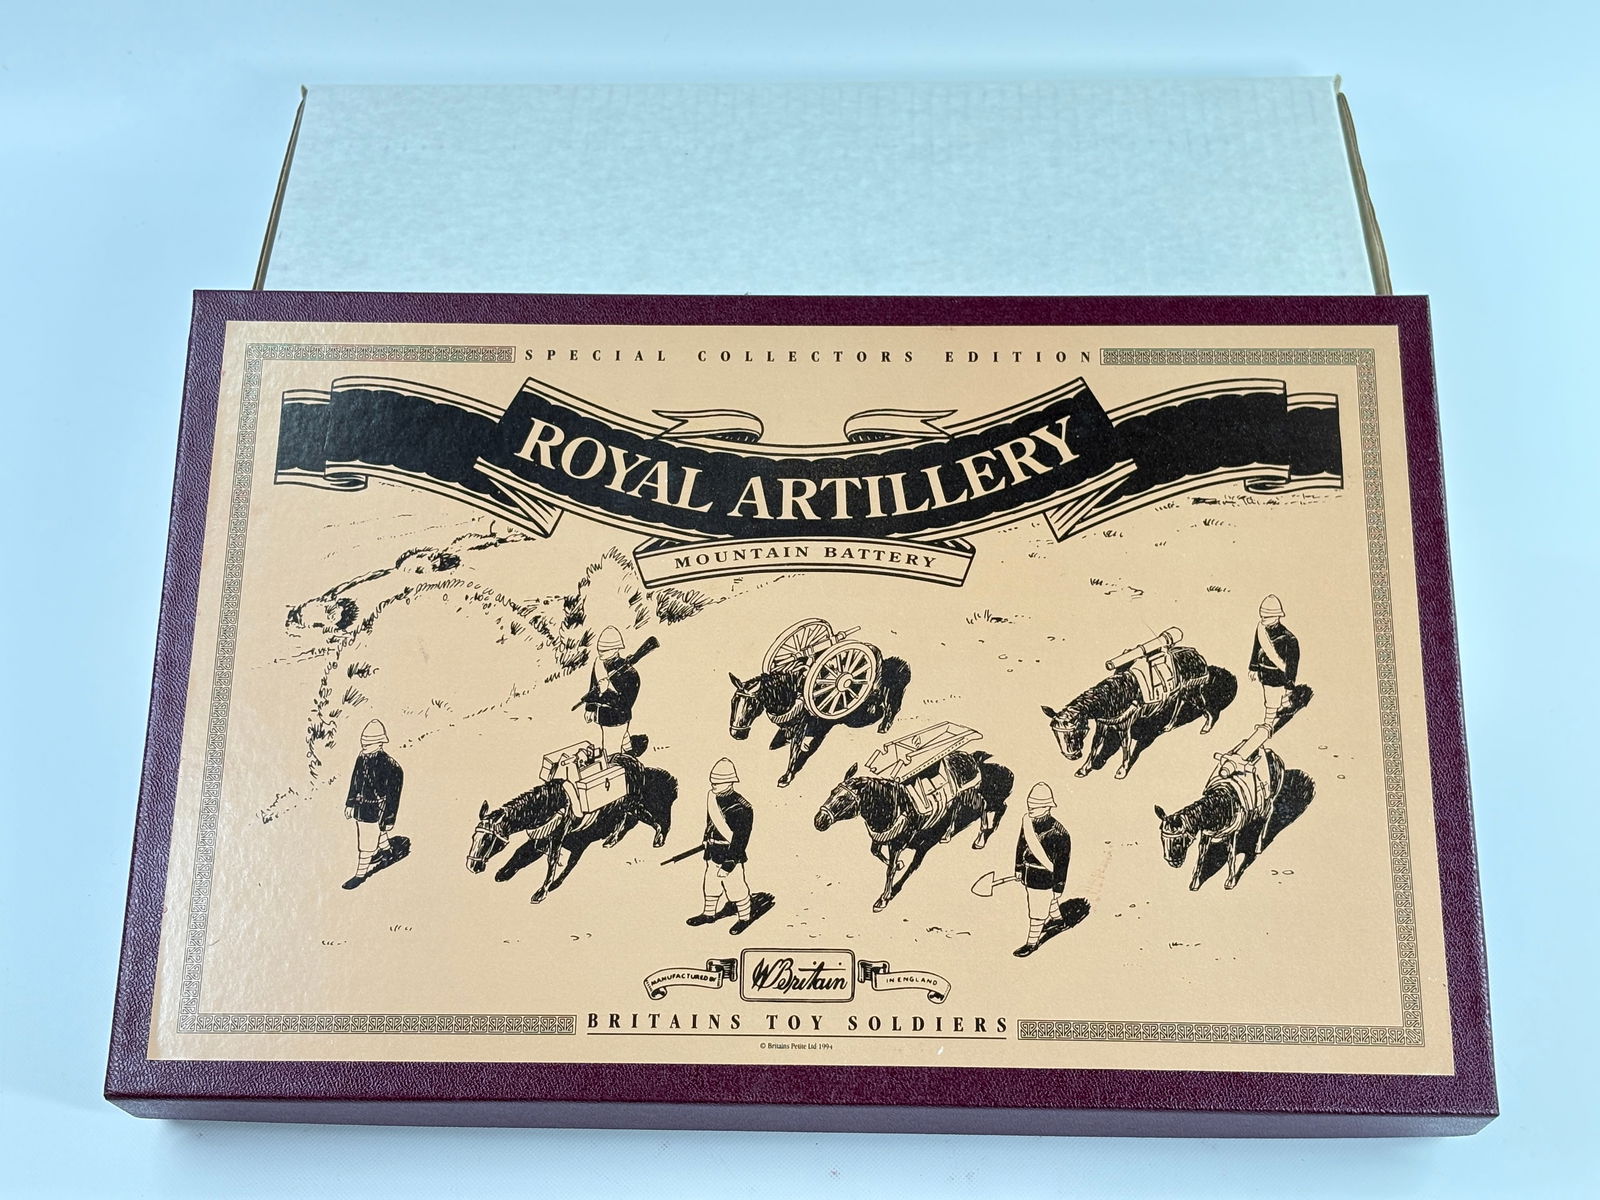 SPECIAL COLLECTORS EDITION
ROYAL ARTILLERY
MOUNTAIN BATTERY
MANUFACTURED BY
W Britain
IN ENGLAND
BRITAINS TOY SOLDIERS
© Britains Petite Ltd 1994